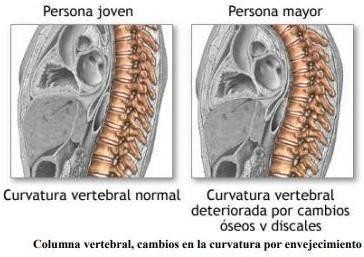 Persona joven
Persona mayor
Curvatura vertebral normal
Curvatura vertebral
deteriorada por cambios
óseos v discales
Columna vertebral, cambios en la curvatura por envejecimiento